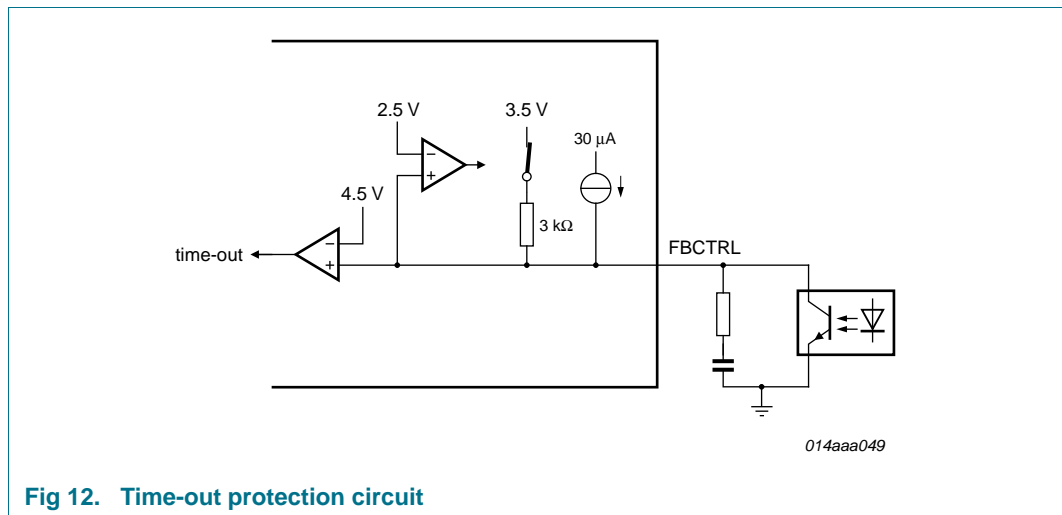 2.5 V
3.5 V
30 μA
−
+
4.5 V
3 kΩ
−
+
time-out
FBCTRL
014aaa049
Fig 12. Time-out protection circuit